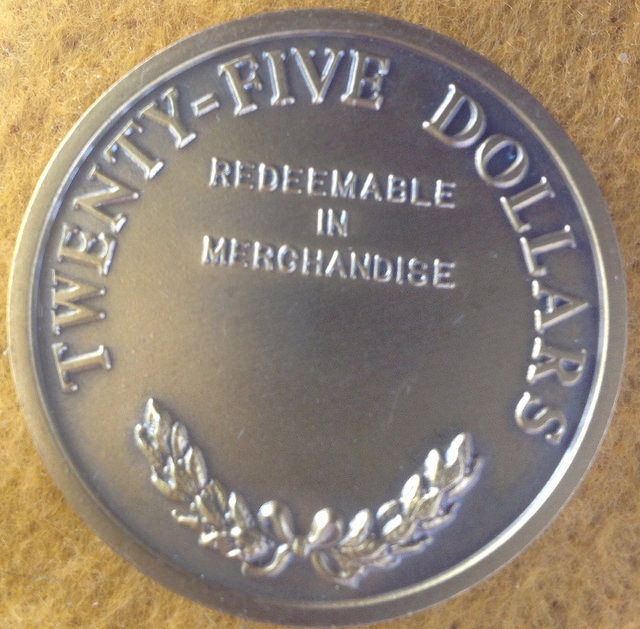 TWENTY-FIVE DOLLARS
REDEEMABLE
IN
MERCHANDISE